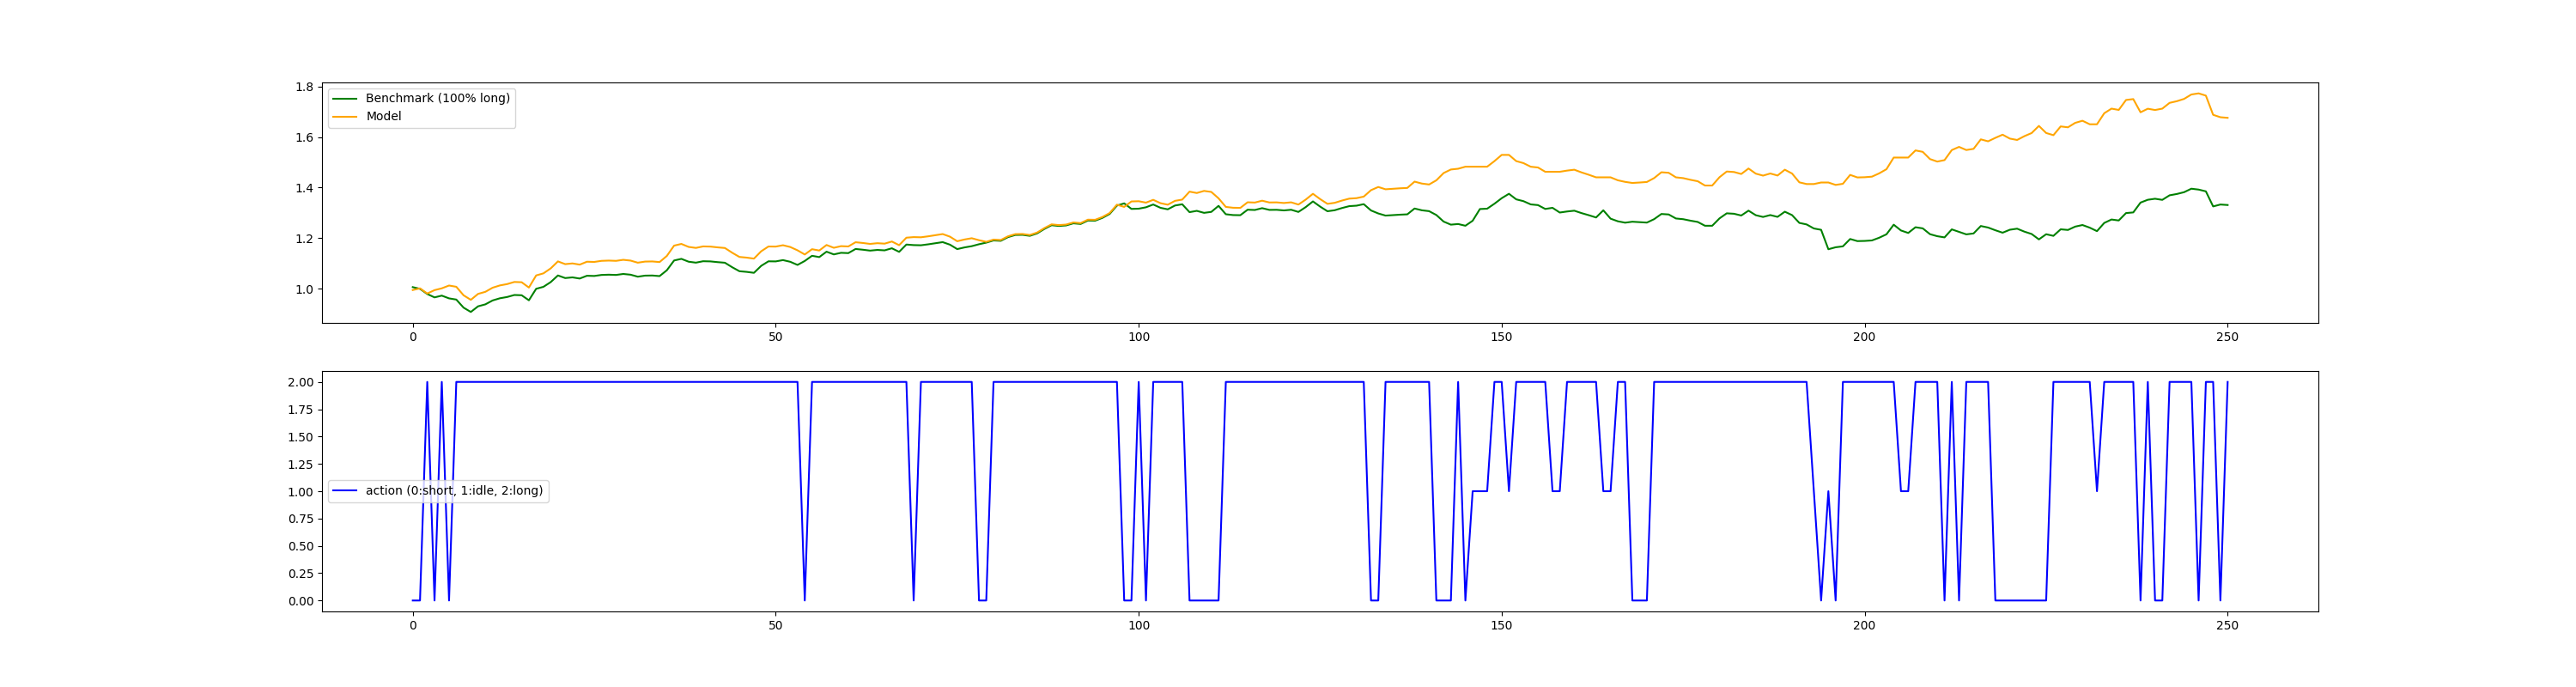 1.8
1.6
1.4
1.2
1.0
Benchmark (100% long)
Model
0 50 100 150 200 250
2.00
1.75
1.50
1.25
1.00
0.75
0.50
0.25
0.00
action (0:short, 1:idle, 2:long)
0 50 100 150 200 250